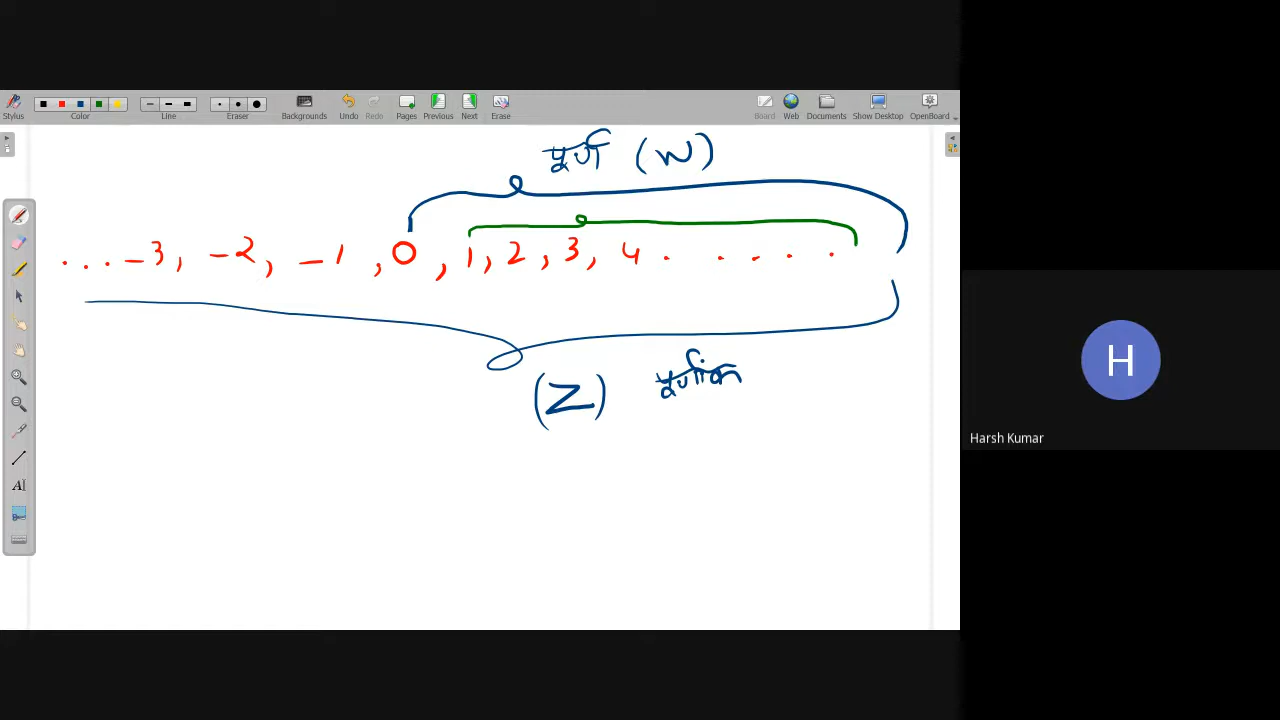 Stylus Color Line Eraser Backgrounds Undo Redo Pages Previous Next Erase Board Web Documents Show Desktop OpenBoard
पूर्ण (W)
. . . -3, -2, -1, 0, 1, 2, 3, 4 . . . . .
(Z) पूर्णांक
H
Harsh Kumar
AI